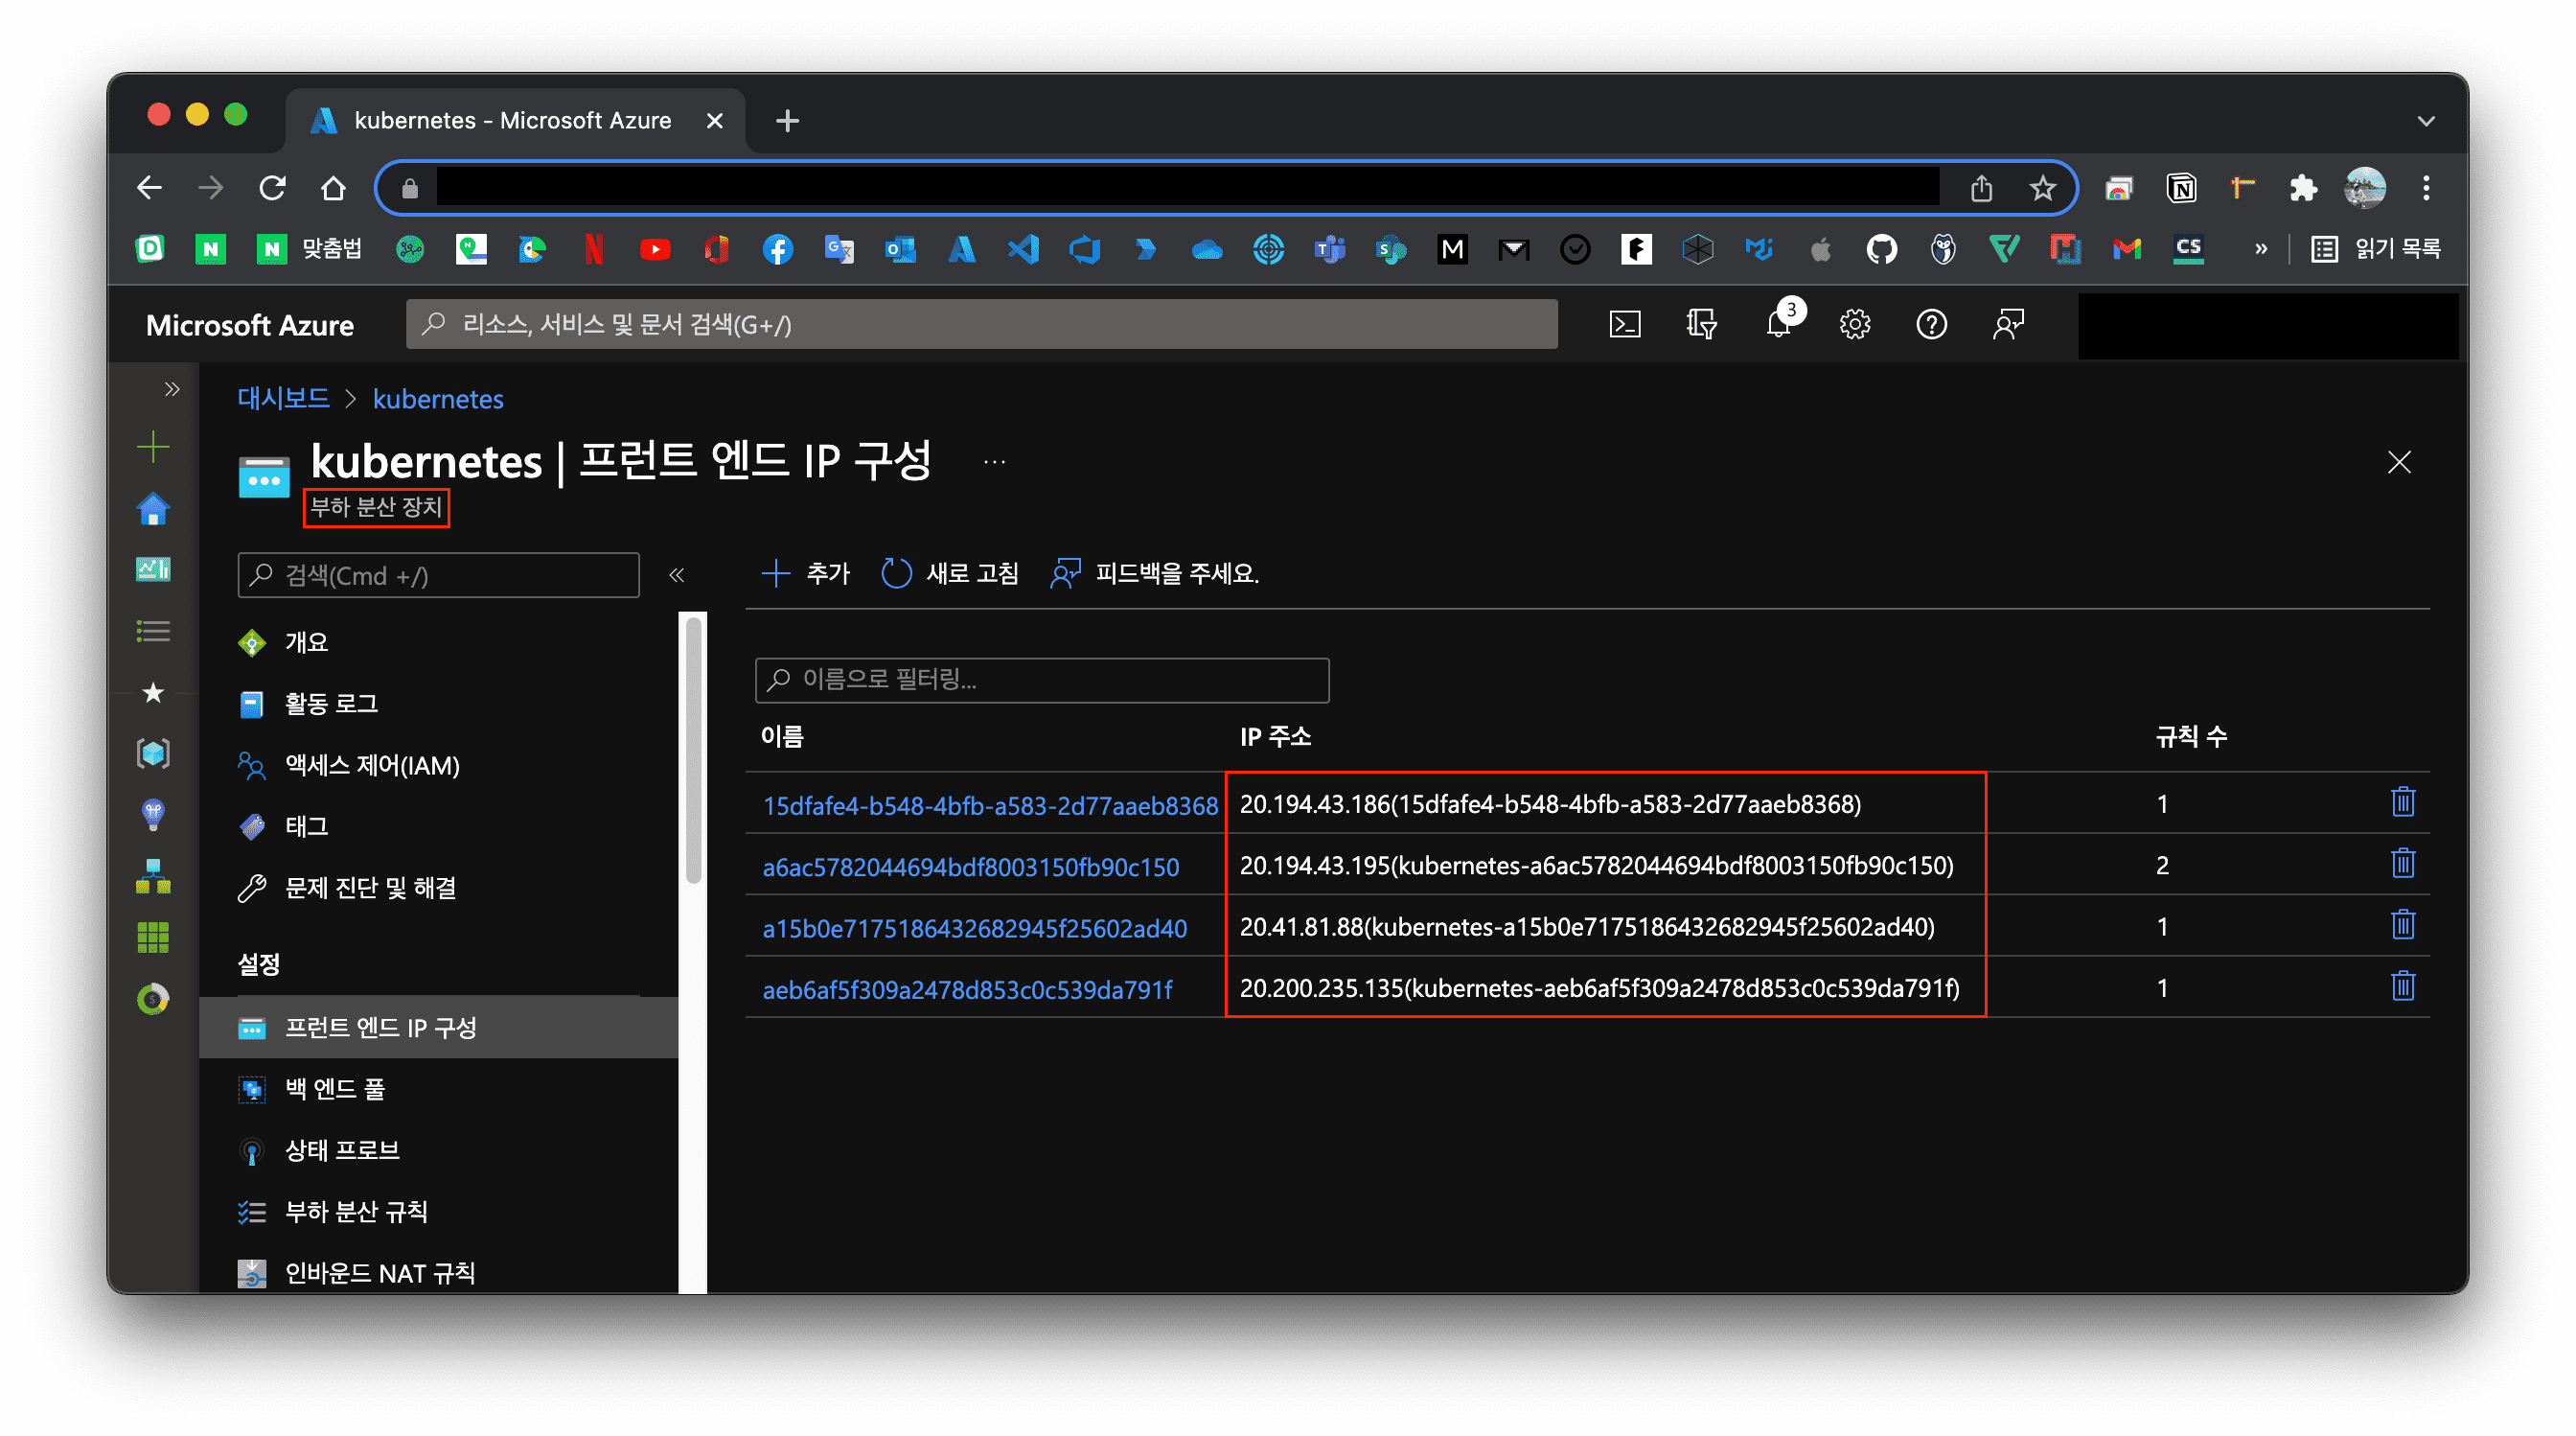 kubernetes - Microsoft Azure
맞춤법
읽기 목록
Microsoft Azure
리소스, 서비스 및 문서 검색(G+/)
3
대시보드 > kubernetes
kubernetes | 프런트 엔드 IP 구성 ...
부하 분산 장치
검색(Cmd +/)
추가
새로 고침
피드백을 주세요.
개요
활동 로그
액세스 제어(IAM)
태그
문제 진단 및 해결
설정
프런트 엔드 IP 구성
백 엔드 풀
상태 프로브
부하 분산 규칙
인바운드 NAT 규칙
이름으로 필터링...
이름 IP 주소 규칙 수
15dfafe4-b548-4bfb-a583-2d77aaeb8368 20.194.43.186(15dfafe4-b548-4bfb-a583-2d77aaeb8368) 1
a6ac5782044694bdf8003150fb90c150 20.194.43.195(kubernetes-a6ac5782044694bdf8003150fb90c150) 2
a15b0e7175186432682945f25602ad40 20.41.81.88(kubernetes-a15b0e7175186432682945f25602ad40) 1
aeb6af5f309a2478d853c0c539da791f 20.200.235.135(kubernetes-aeb6af5f309a2478d853c0c539da791f) 1